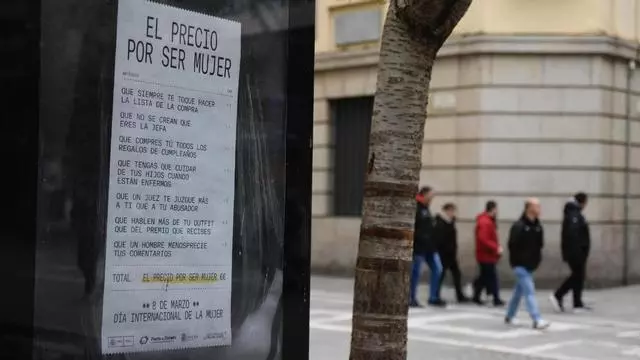 EL PRECIO
POR SER MUJER
QUE SIEMPRE TE TOQUE HACER
LA LISTA DE LA COMPRA
QUE NO SE CREAN QUE
ERES LA JEFA
QUE COMPRES TÚ TODOS LOS
REGALOS DE CUMPLEAÑOS
QUE TENGAS QUE CUIDAR
DE TUS HIJOS CUANDO
ESTÁN ENFERMOS
QUE UN JUEZ TE JUZGUE MÁS
A TI QUE A TU ABUSADOR
QUE HABLEN MÁS DE TU OUTFIT
QUE DEL PREMIO QUE RECIBES
QUE UN HOMBRE MENOSPRECIE
TUS COMENTARIOS
TOTAL EL PRECIO POR SER MUJER €
** 8 DE MARZO **
DÍA INTERNACIONAL DE LA MUJER